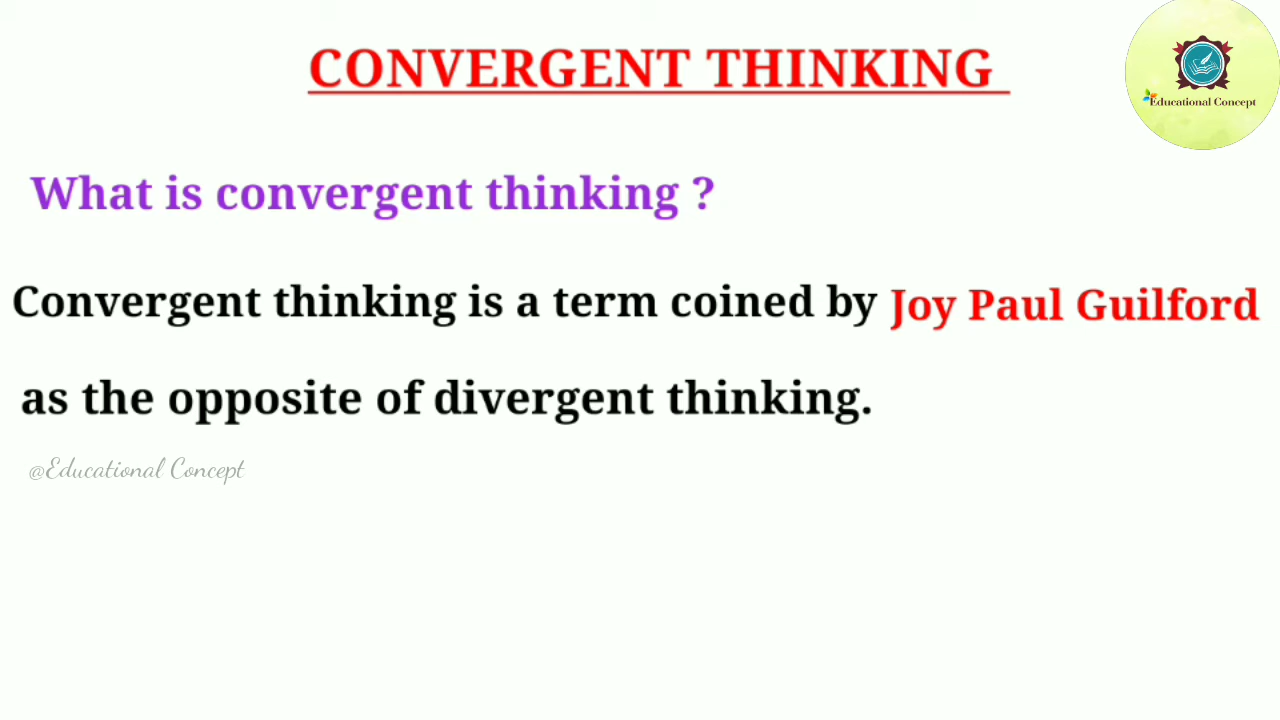 CONVERGENT THINKING
Educational Concept
What is convergent thinking ?
Convergent thinking is a term coined by Joy Paul Guilford
as the opposite of divergent thinking.
@Educational Concept